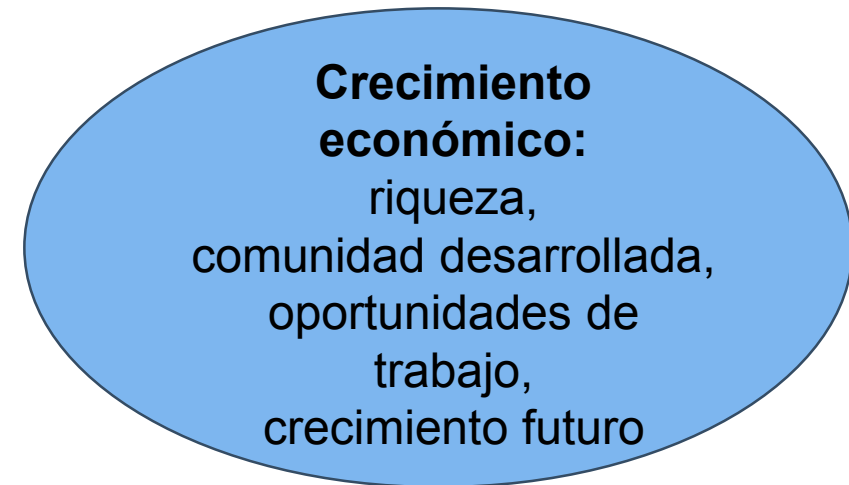 Crecimiento
económico:
riqueza,
comunidad desarrollada,
oportunidades de
trabajo,
crecimiento futuro